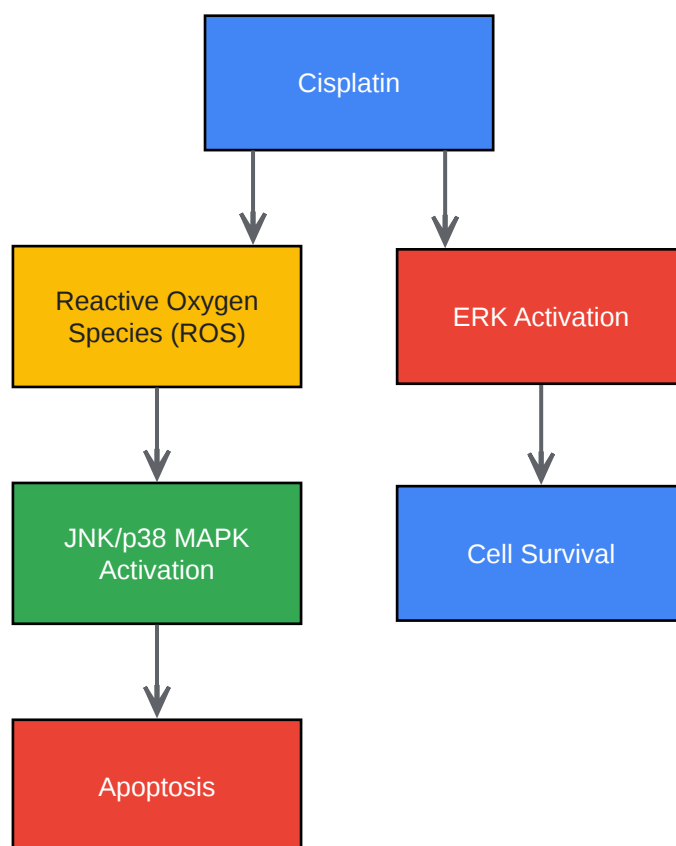 Cisplatin
Reactive Oxygen
Species (ROS)
ERK Activation
JNK/p38 MAPK
Activation
Cell Survival
Apoptosis